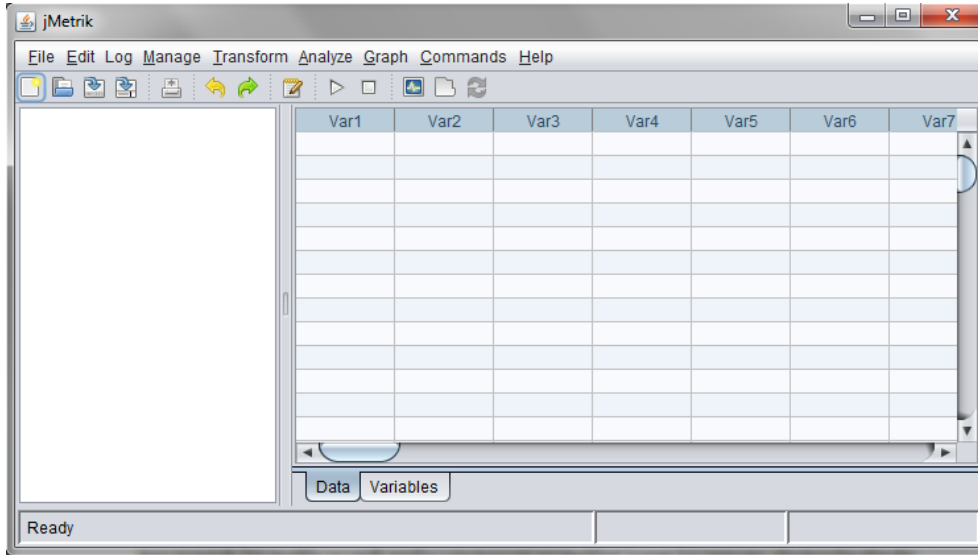 jMetrik
File Edit Log Manage Transform Analyze Graph Commands Help
Var1 Var2 Var3 Var4 Var5 Var6 Var7
Data Variables
Ready